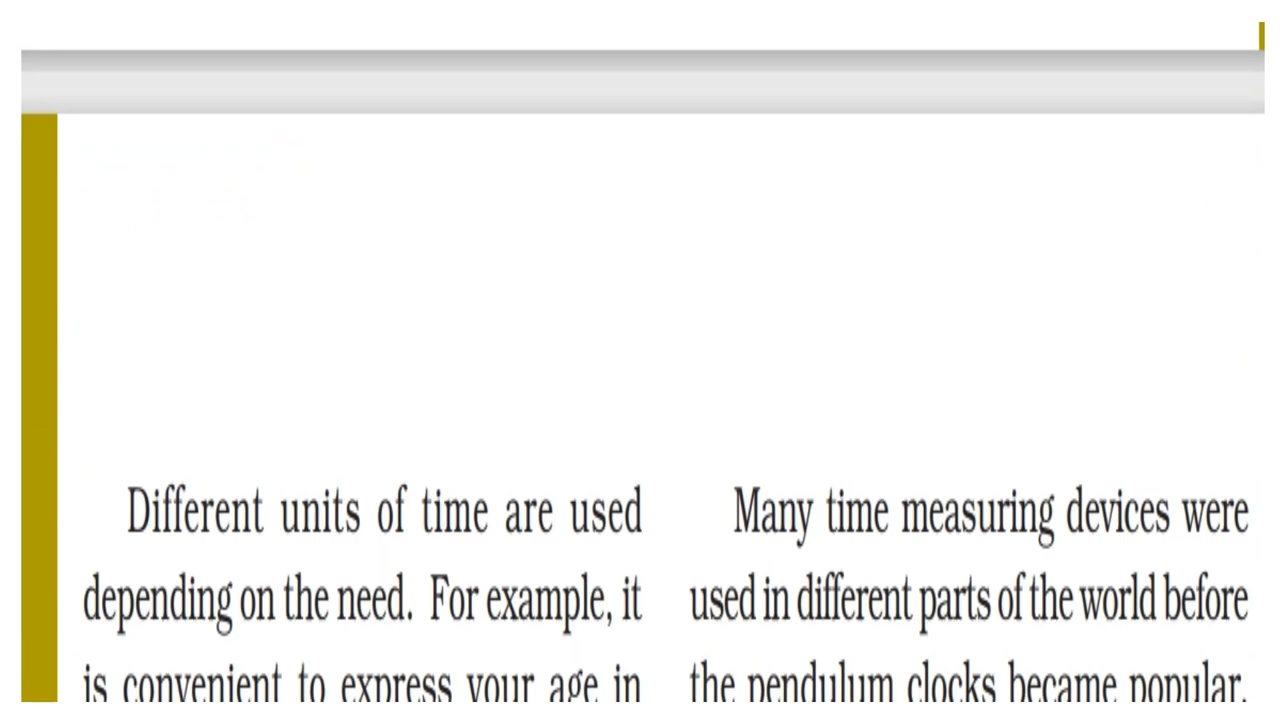 Different units of time are used
depending on the need. For example, it
is convenient to express your age in
Many time measuring devices were
used in different parts of the world before
the pendulum clocks became popular.